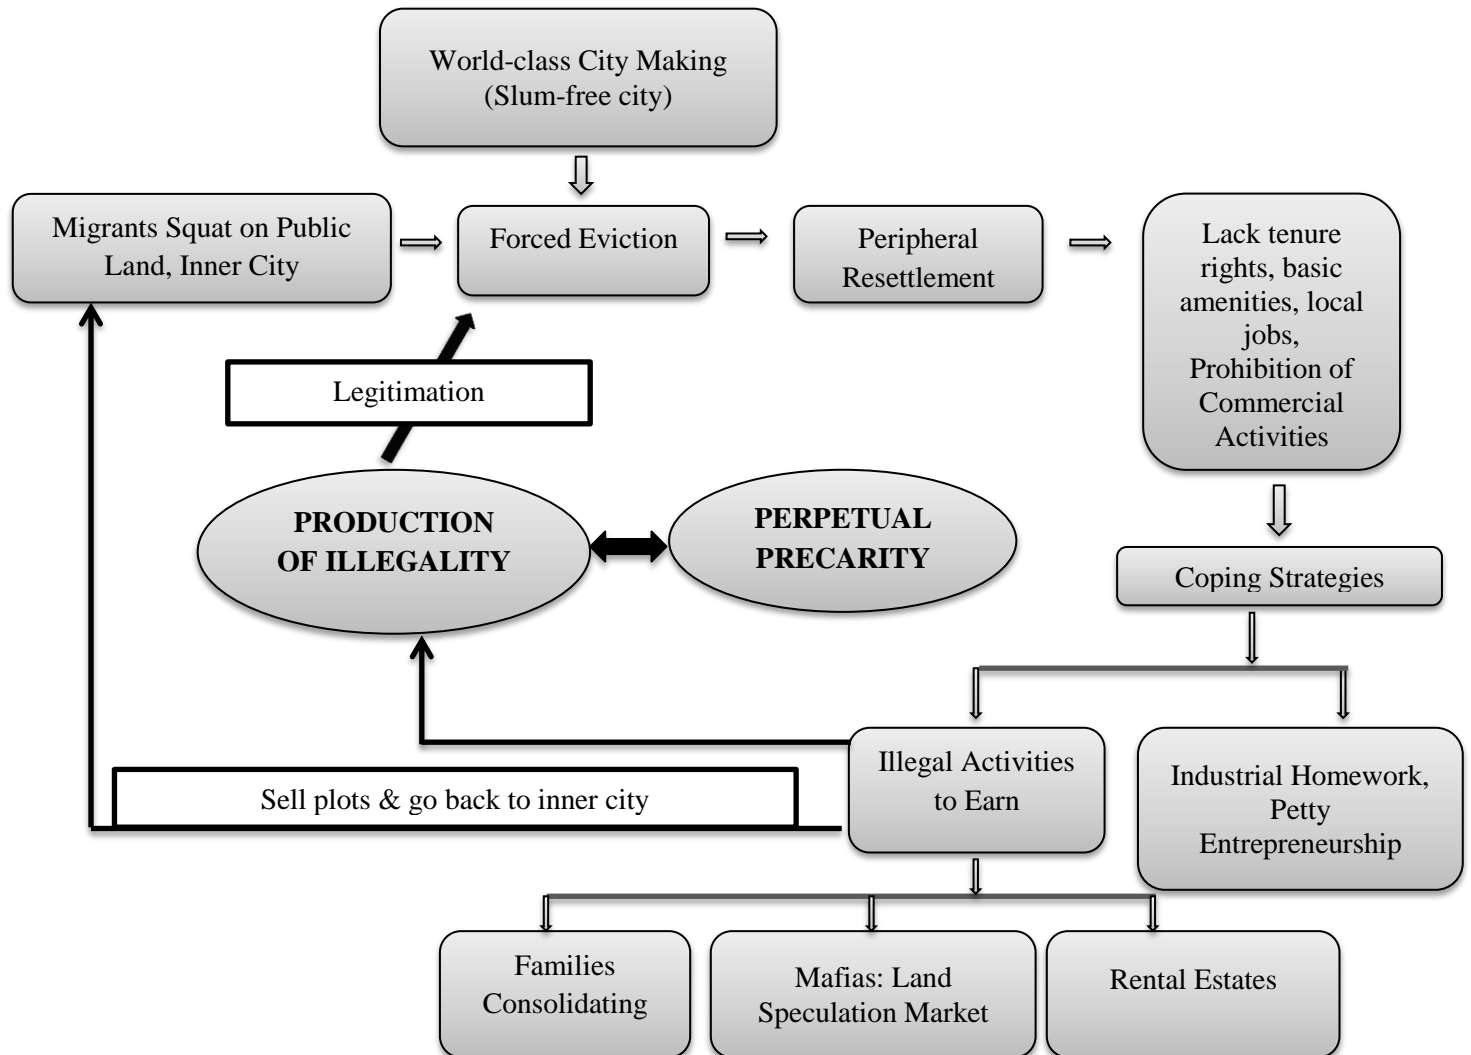 World-class City Making
(Slum-free city)
Migrants Squat on Public
Land, Inner City
Forced Eviction
Peripheral
Resettlement
Lack tenure
rights, basic
amenities, local
jobs,
Prohibition of
Commercial
Activities
Legitimation
PRODUCTION
OF ILLEGALITY
PERPETUAL
PRECARITY
Coping Strategies
Illegal Activities
to Earn
Industrial Homework,
Petty
Entrepreneurship
Sell plots & go back to inner city
Families
Consolidating
Mafias: Land
Speculation Market
Rental Estates